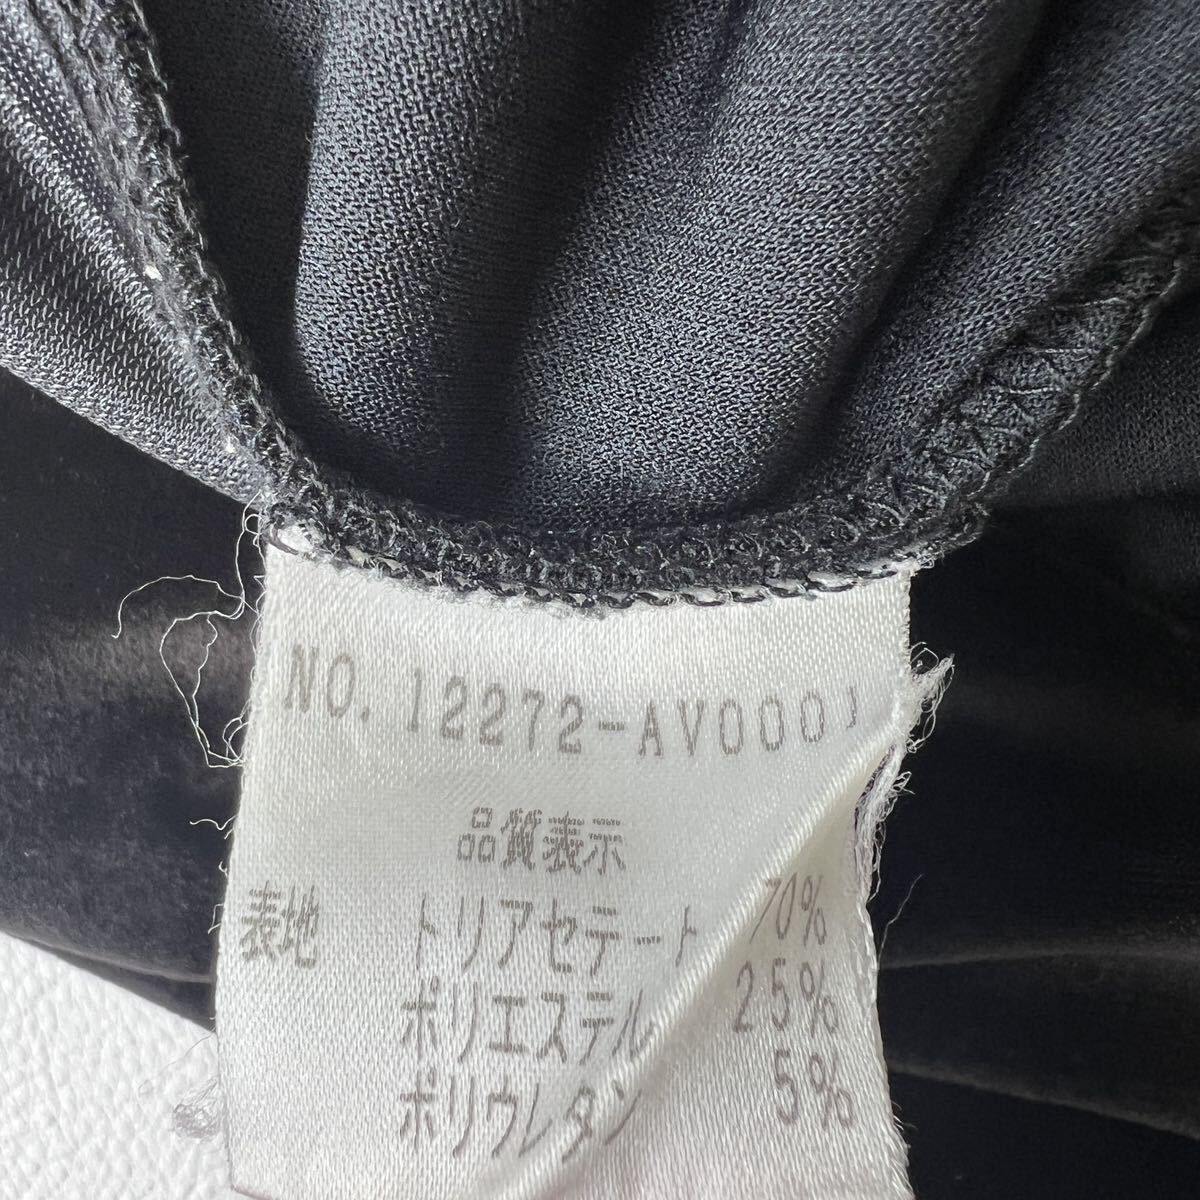 NO. 12272-AV0001
品質表示
表地 トリアセテート 70%
ポリエステル 25%
ポリウレタン 5%